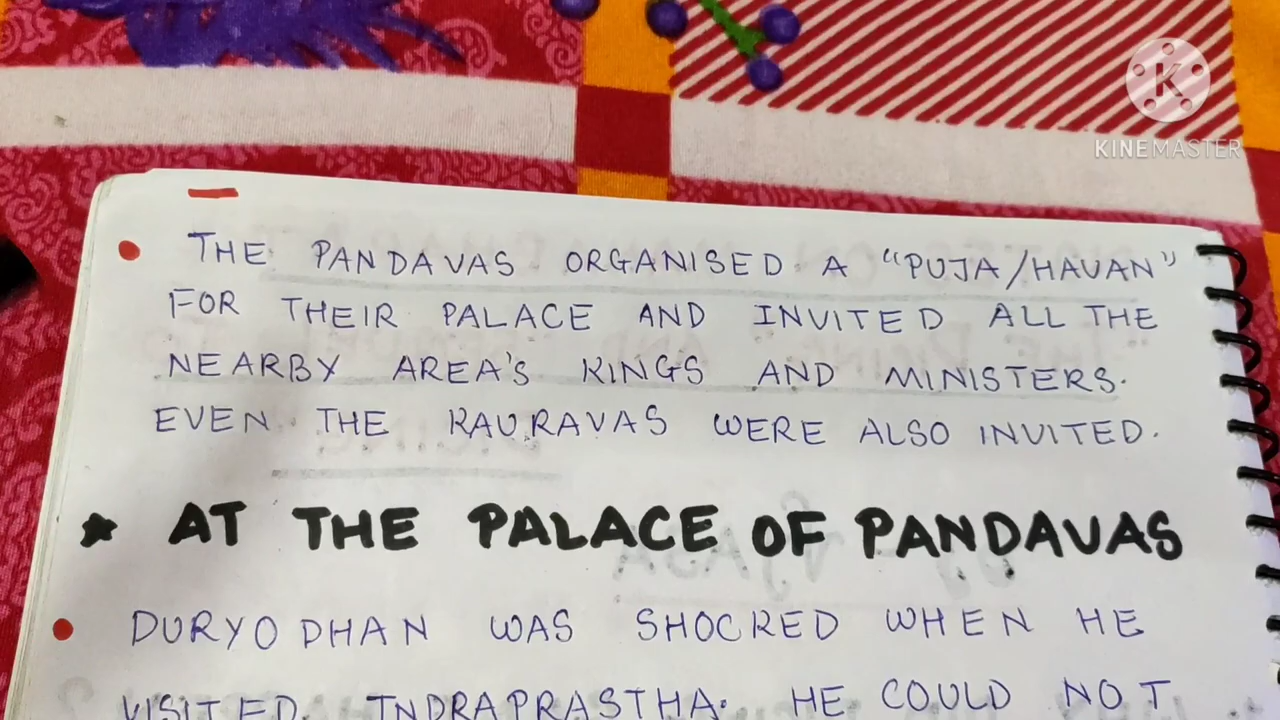 K
KINEMASTER
THE PANDAVAS ORGANISED A "PUJA/HAVAN"
FOR THEIR PALACE AND INVITED ALL THE
NEARBY AREA'S KINGS AND MINISTERS.
EVEN THE KAURAVAS WERE ALSO INVITED.
★ AT THE PALACE OF PANDAVAS
DURYODHAN WAS SHOCKED WHEN HE
VISITED INDRAPRASTHA. HE COULD NOT